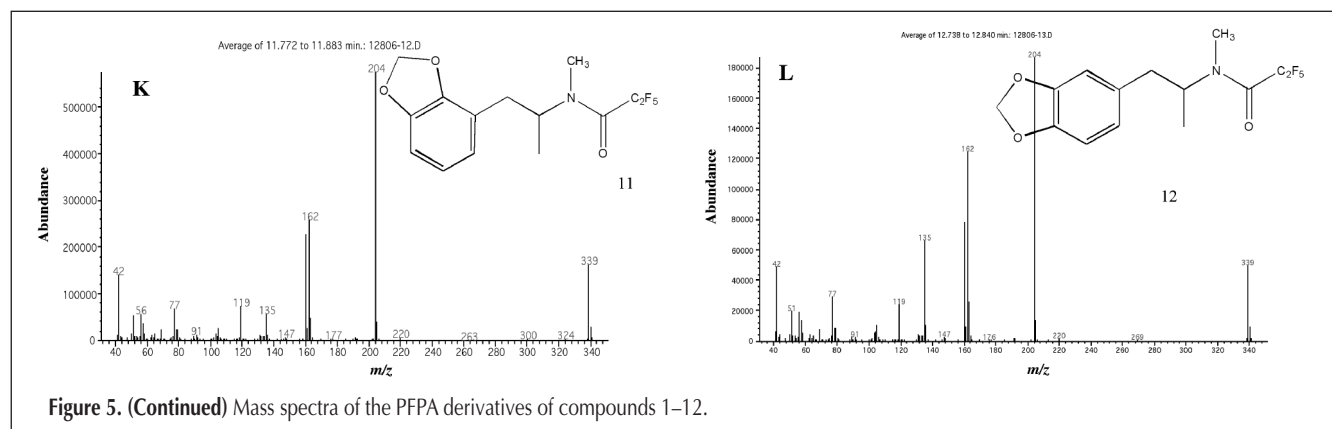 Average of 11.772 to 11.883 min.: 12806-12.D
K
204
CH3
O
O
N
C2F5
O
11
500000
400000
300000
200000
100000
0
Abundance
42
56
77
91
119
135
147
162
177
220
263
300
324
339
40 60 80 100 120 140 160 180 200 220 240 260 280 300 320 340
m/z
Average of 12.738 to 12.840 min.: 12806-13.D
L
204
CH3
O
O
N
C2F5
O
12
180000
160000
140000
120000
100000
80000
60000
40000
20000
0
Abundance
42
51
77
91
119
135
147
162
176
220
269
339
40 60 80 100 120 140 160 180 200 220 240 260 280 300 320 340
m/z
Figure 5. (Continued) Mass spectra of the PFPA derivatives of compounds 1–12.